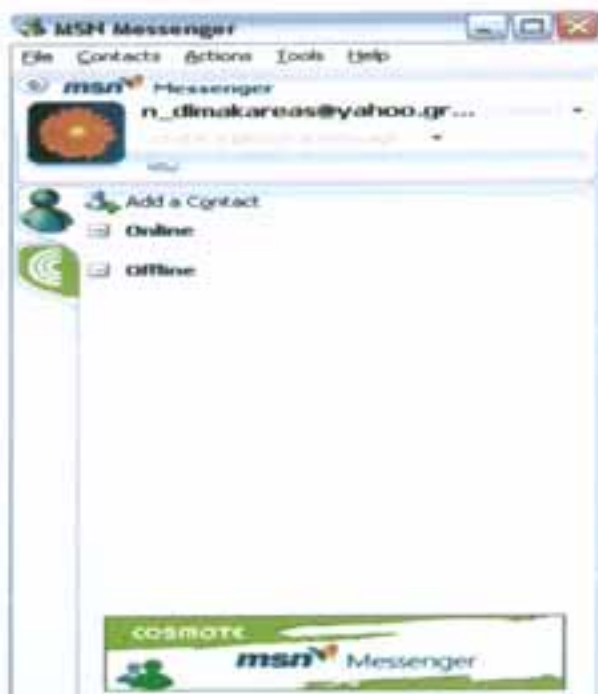 MSN Messenger
File Contacts Actions Tools Help
msn Messenger
n_dimakareas@yahoo.gr...
Add a Contact
Online
Offline
COSMOTE
msn Messenger